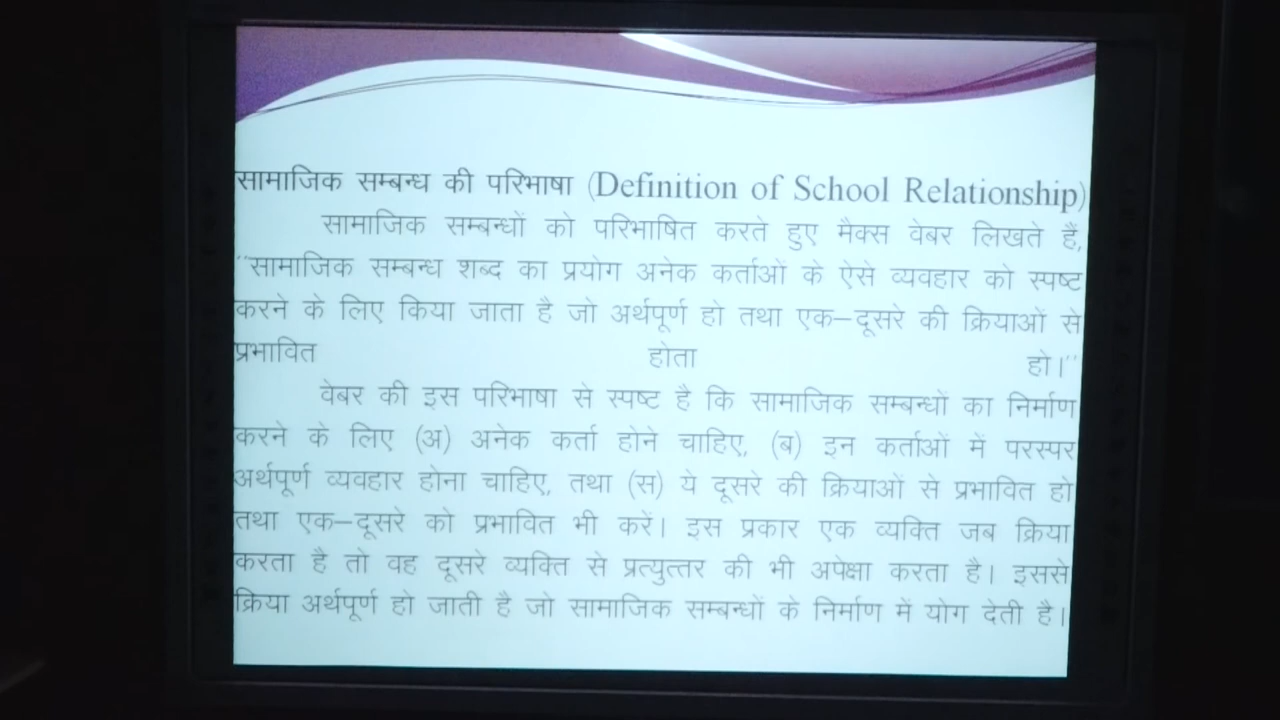 सामाजिक सम्बन्ध की परिभाषा (Definition of School Relationship)
सामाजिक सम्बन्धों को परिभाषित करते हुए मैक्स वेबर लिखते हैं,
"सामाजिक सम्बन्ध शब्द का प्रयोग अनेक कर्ताओं के ऐसे व्यवहार को स्पष्ट
करने के लिए किया जाता है जो अर्थपूर्ण हो तथा एक–दूसरे की क्रियाओं से
प्रभावित होता हो।"
वेबर की इस परिभाषा से स्पष्ट है कि सामाजिक सम्बन्धों का निर्माण
करने के लिए (अ) अनेक कर्ता होने चाहिए, (ब) इन कर्ताओं में परस्पर
अर्थपूर्ण व्यवहार होना चाहिए, तथा (स) ये दूसरे की क्रियाओं से प्रभावित हो
तथा एक–दूसरे को प्रभावित भी करें। इस प्रकार एक व्यक्ति जब क्रिया
करता है तो वह दूसरे व्यक्ति से प्रत्युत्तर की भी अपेक्षा करता है। इससे
क्रिया अर्थपूर्ण हो जाती है जो सामाजिक सम्बन्धों के निर्माण में योग देती है।